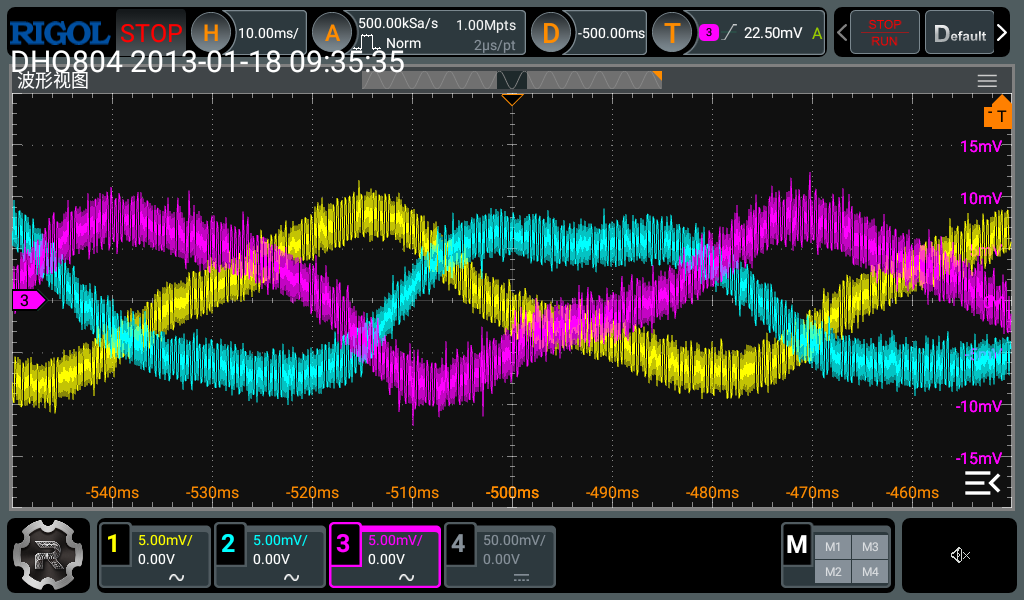 RIGOL STOP H 10.00ms/ A 500.00kSa/s 1.00Mpts D -500.00ms T 3 22.50mV A STOP Default
Norm 2μs/pt RUN
DHO804 2013-01-18 09:35:35
波形视图
T
15mV
10mV
3
-10mV
-15mV
-540ms -530ms -520ms -510ms -500ms -490ms -480ms -470ms -460ms
1 5.00mV/ 2 5.00mV/ 3 5.00mV/ 4 50.00mV/ M M1 M3
0.00V 0.00V 0.00V 0.00V M2 M4